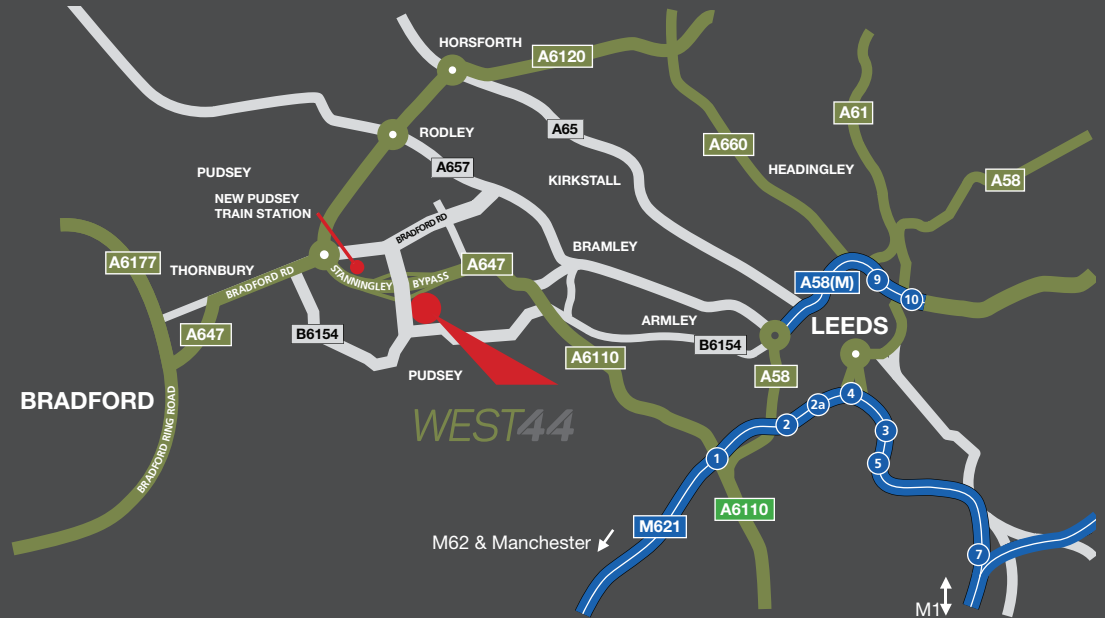 HORSFORTH
A6120
A61
RODLEY
A65
A660
A657
HEADINGLEY
PUDSEY
KIRKSTALL
A58
NEW PUDSEY
TRAIN STATION
BRADFORD RD
BRAMLEY
A6177
THORNBURY
BRADFORD RD
STANNINGLEY
BYPASS
A647
A58(M)
9
10
A647
B6154
ARMLEY
LEEDS
B6154
A6110
PUDSEY
A58
BRADFORD
BRADFORD RING ROAD
WEST44
4
2a
2
3
1
5
A6110
M621
M62 & Manchester
7
M1